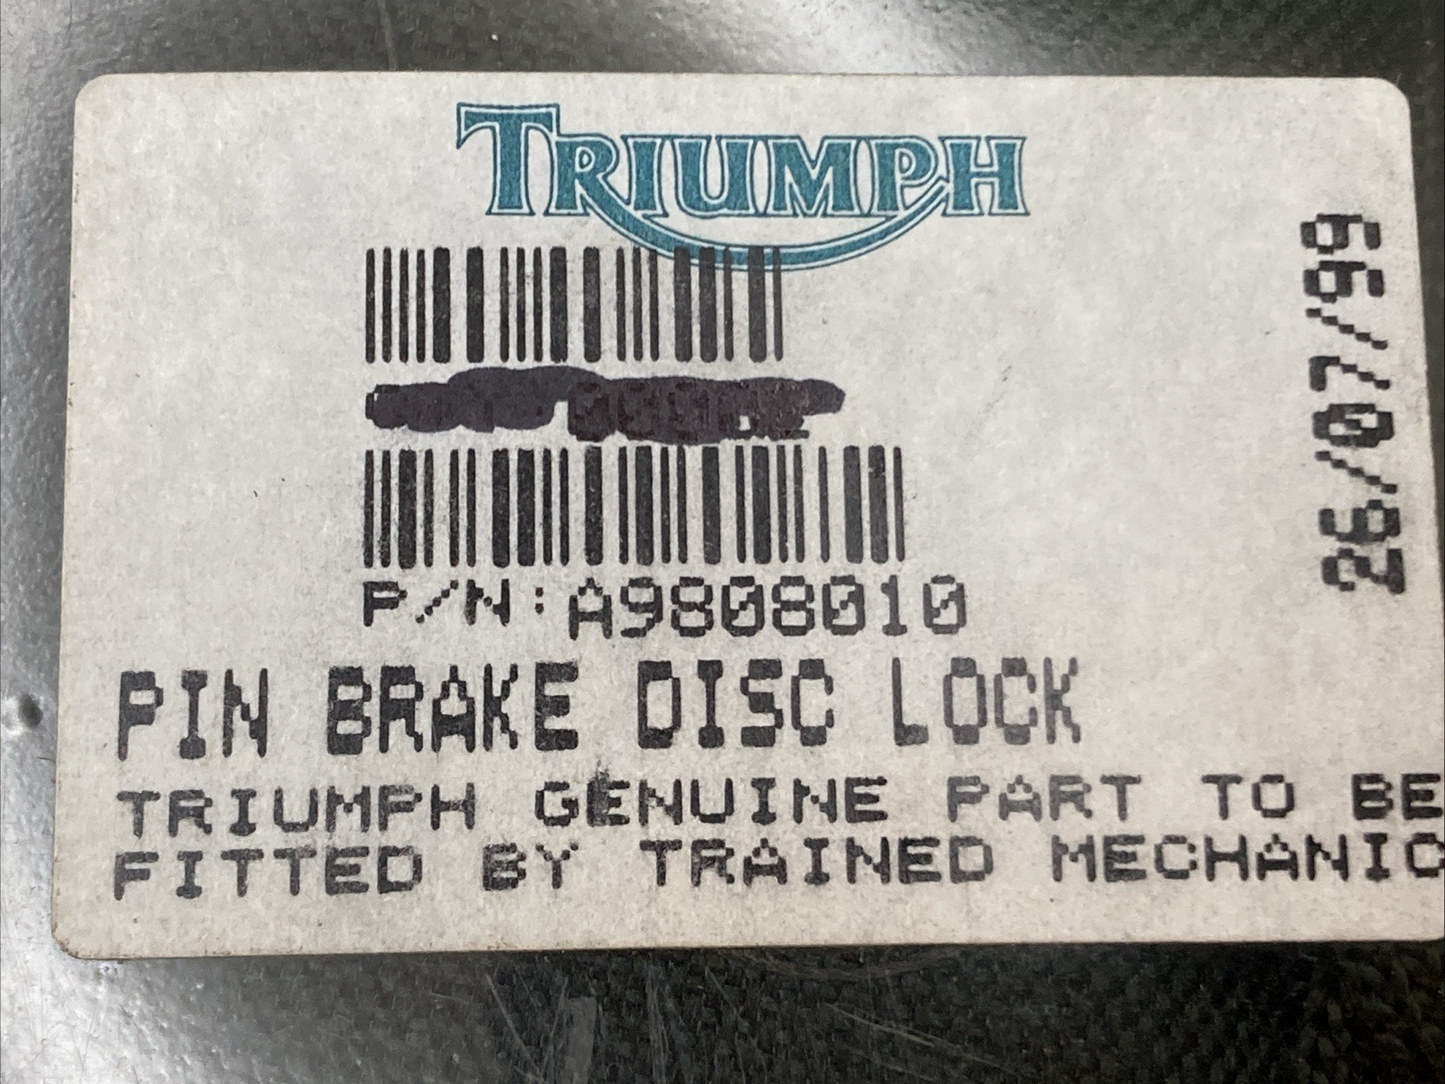 TRIUMPH
P/N:A9808010
PIN BRAKE DISC LOCK
TRIUMPH GENUINE PART TO BE
FITTED BY TRAINED MECHANIC
26/07/99